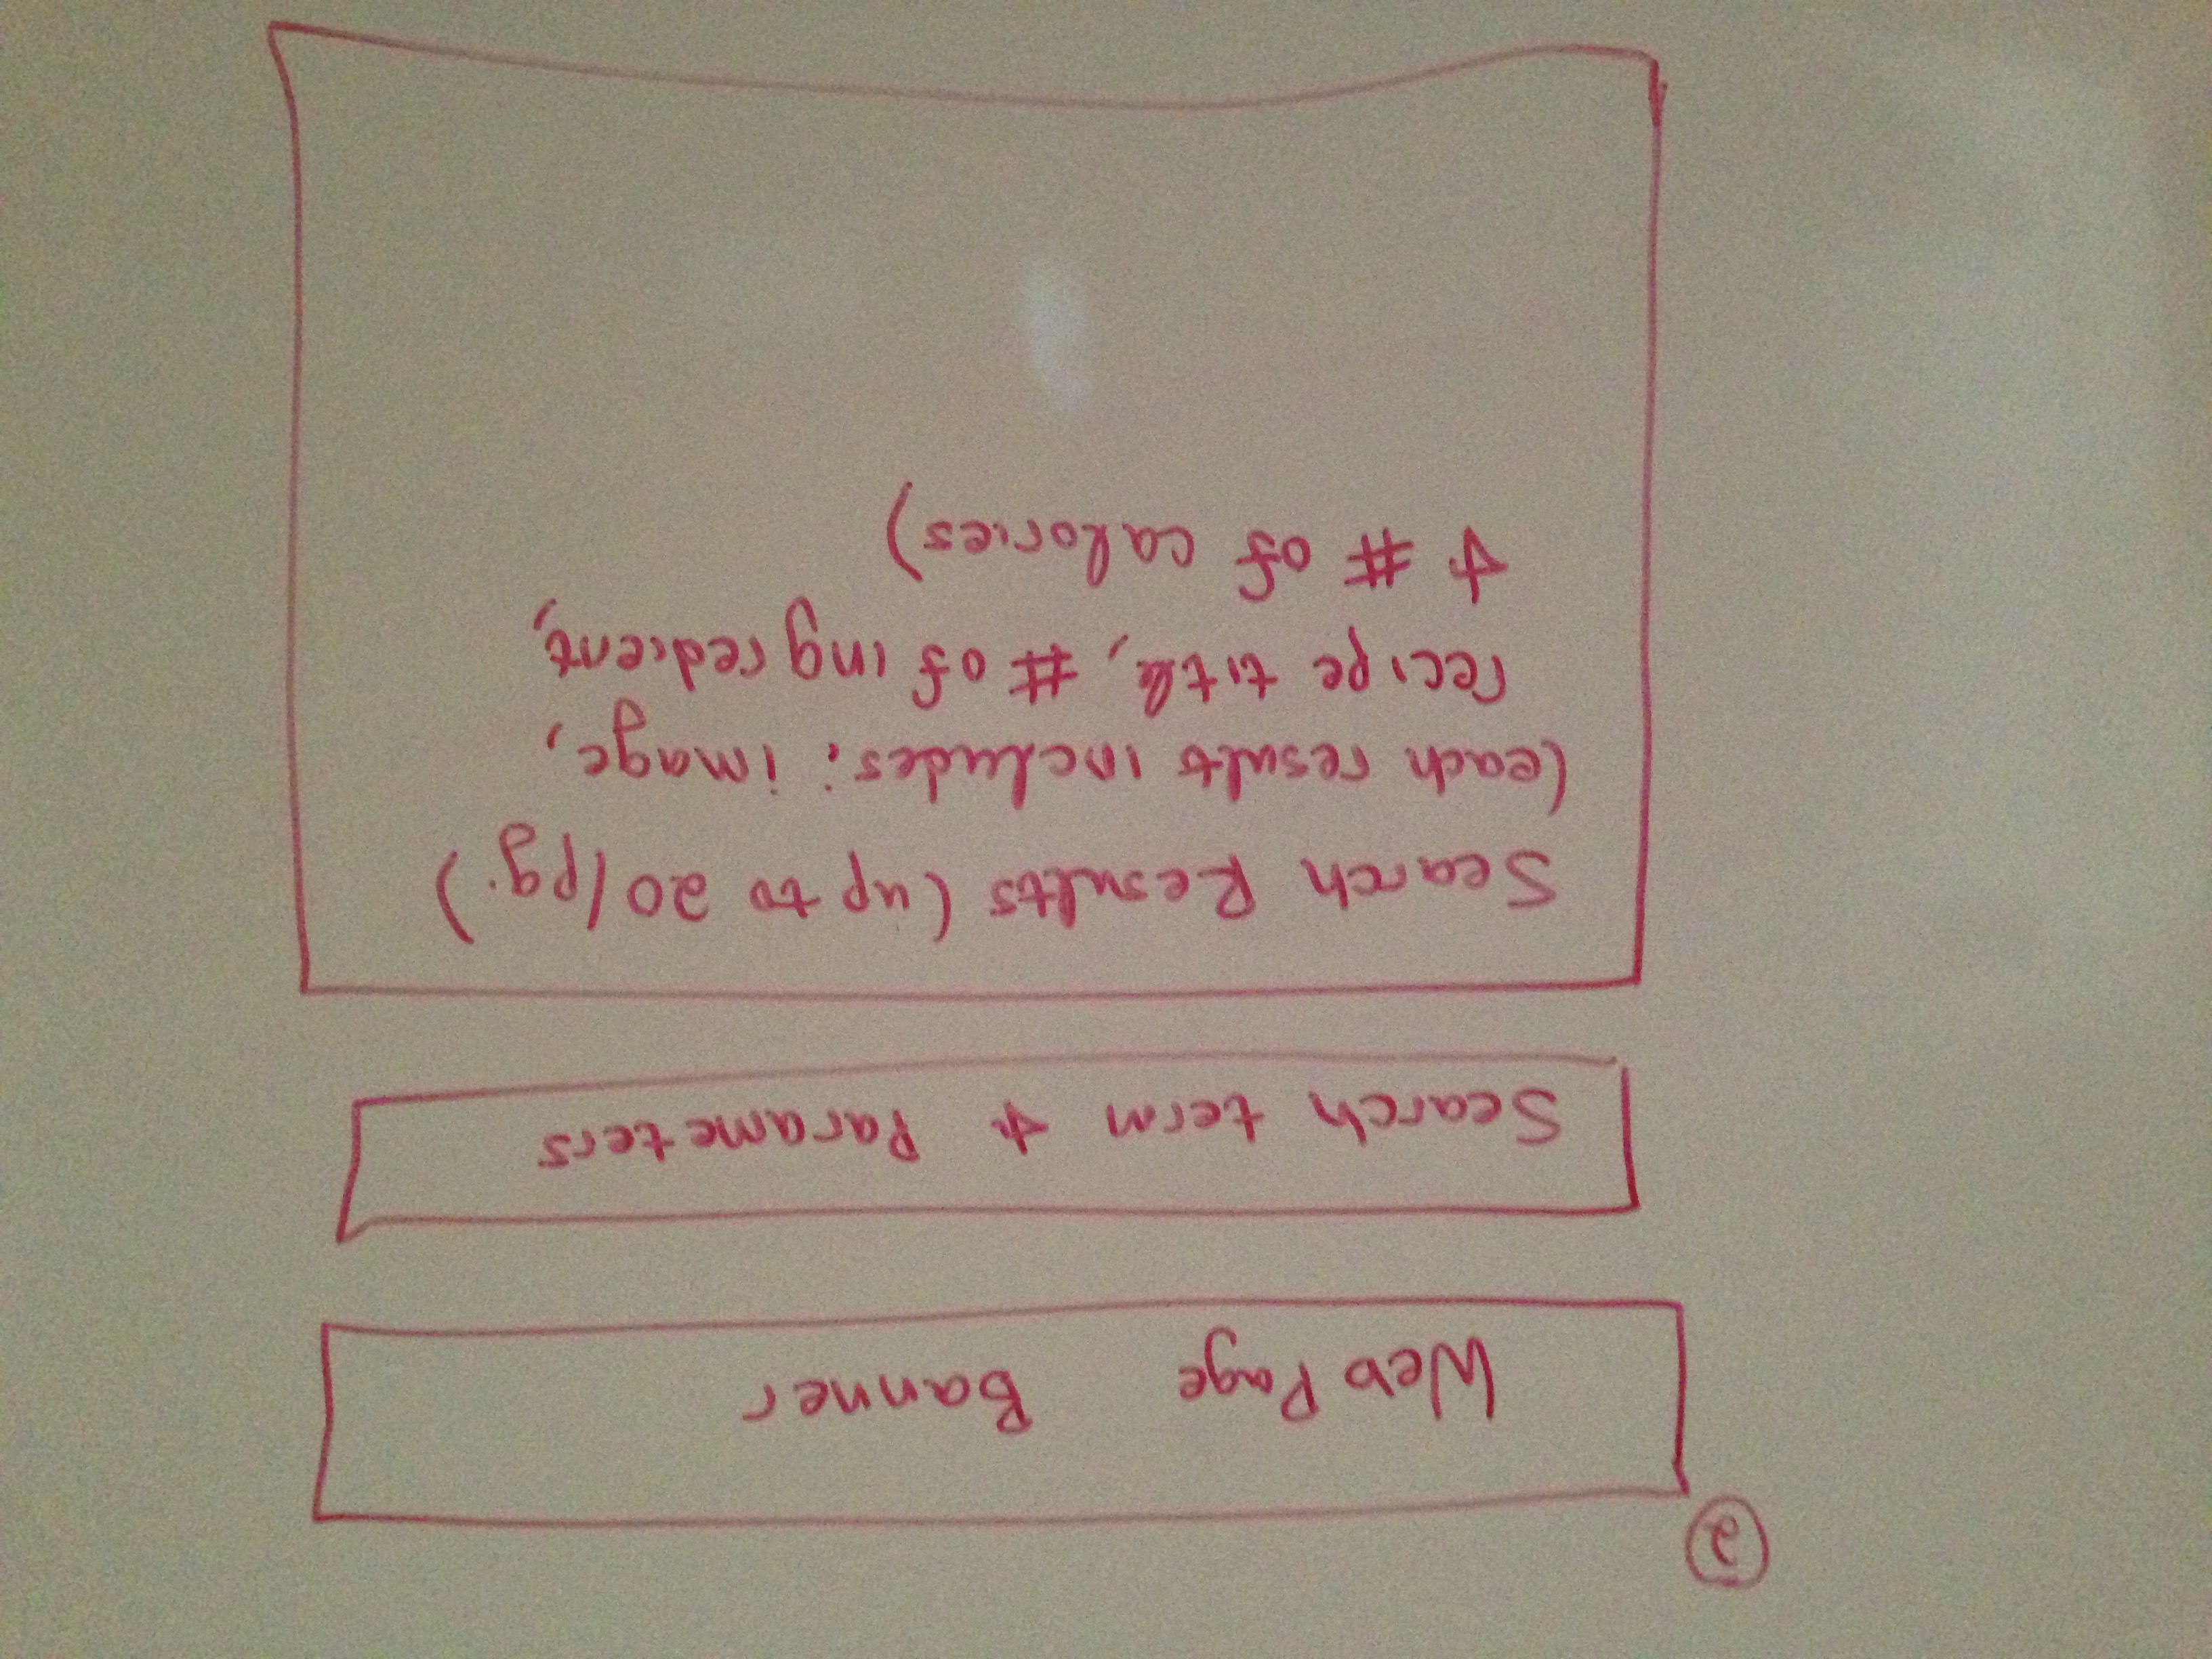 2
Web Page Banner
Search term & Parameters
Search Results (up to 20/pg.)
(each result includes: image,
recipe title, # of ingredient,
& # of calories)